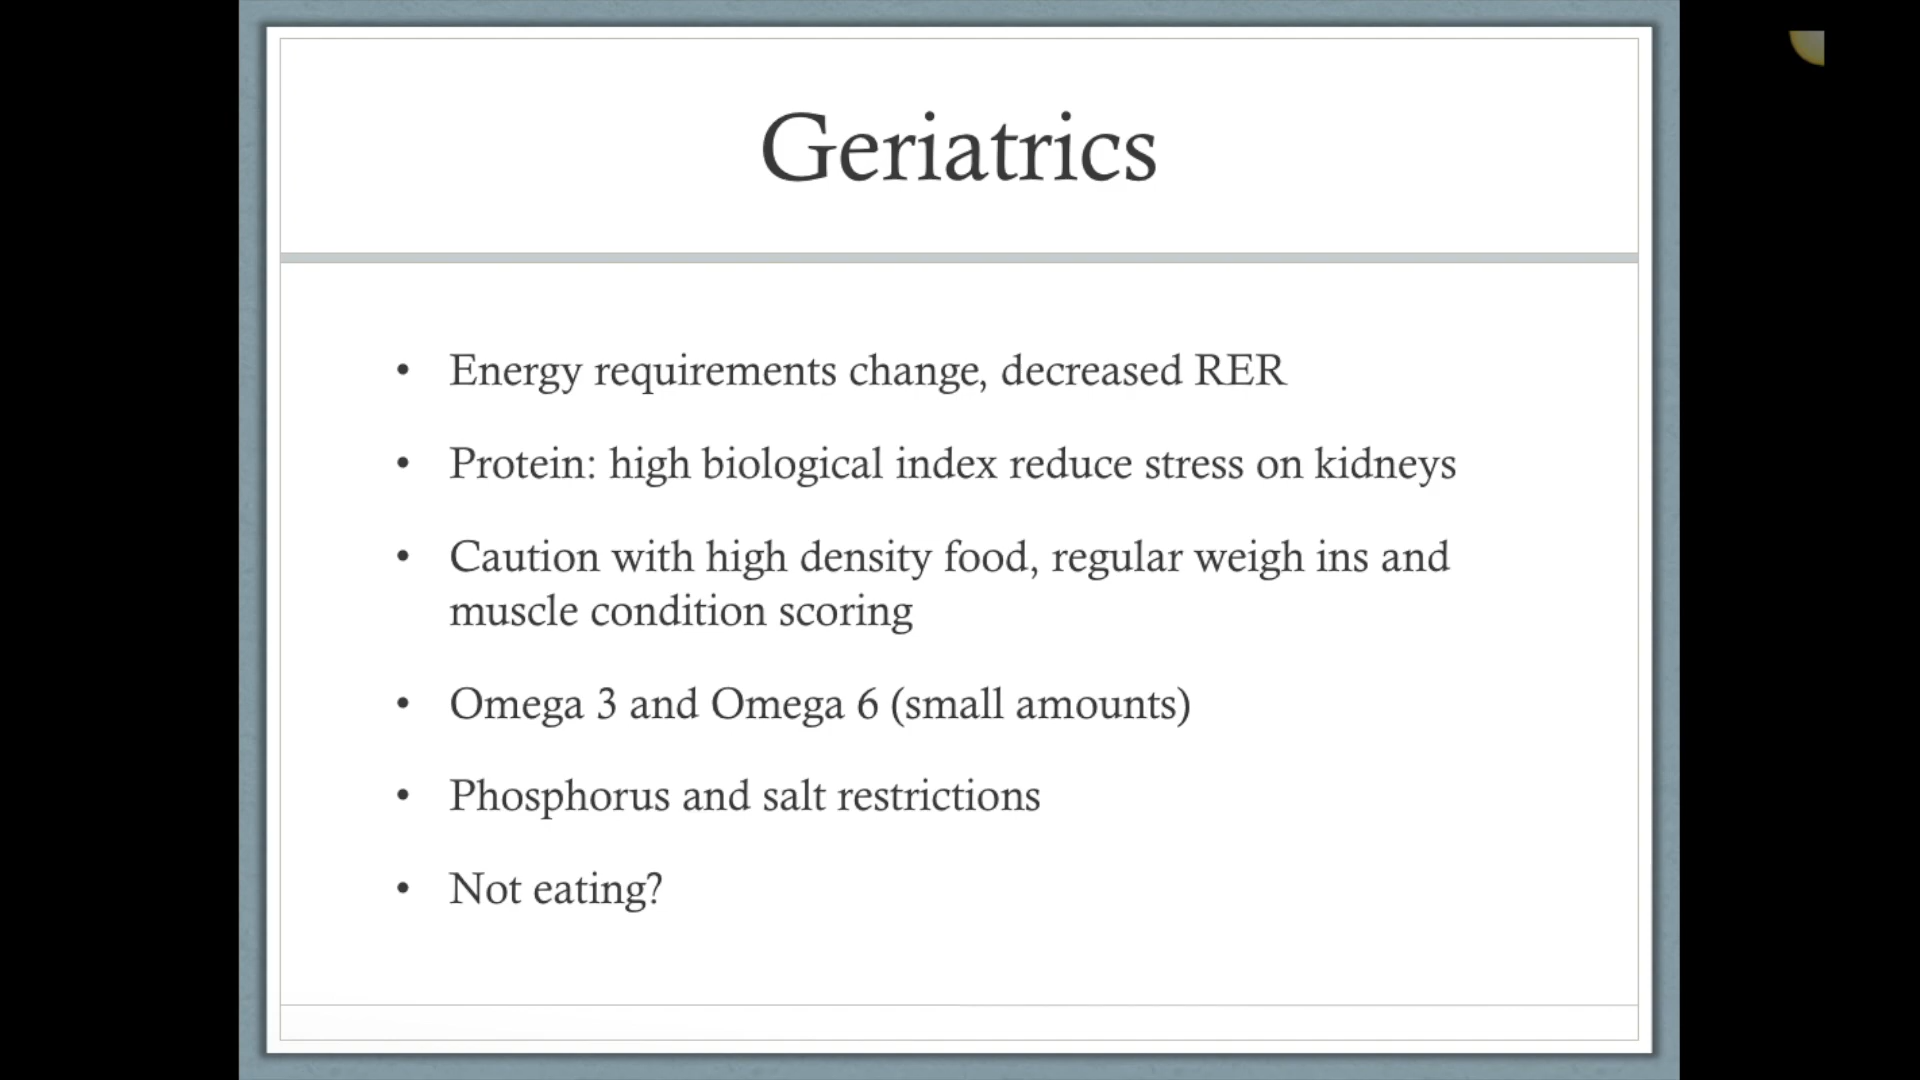 Geriatrics
• Energy requirements change, decreased RER
• Protein: high biological index reduce stress on kidneys
• Caution with high density food, regular weigh ins and
muscle condition scoring
• Omega 3 and Omega 6 (small amounts)
• Phosphorus and salt restrictions
• Not eating?